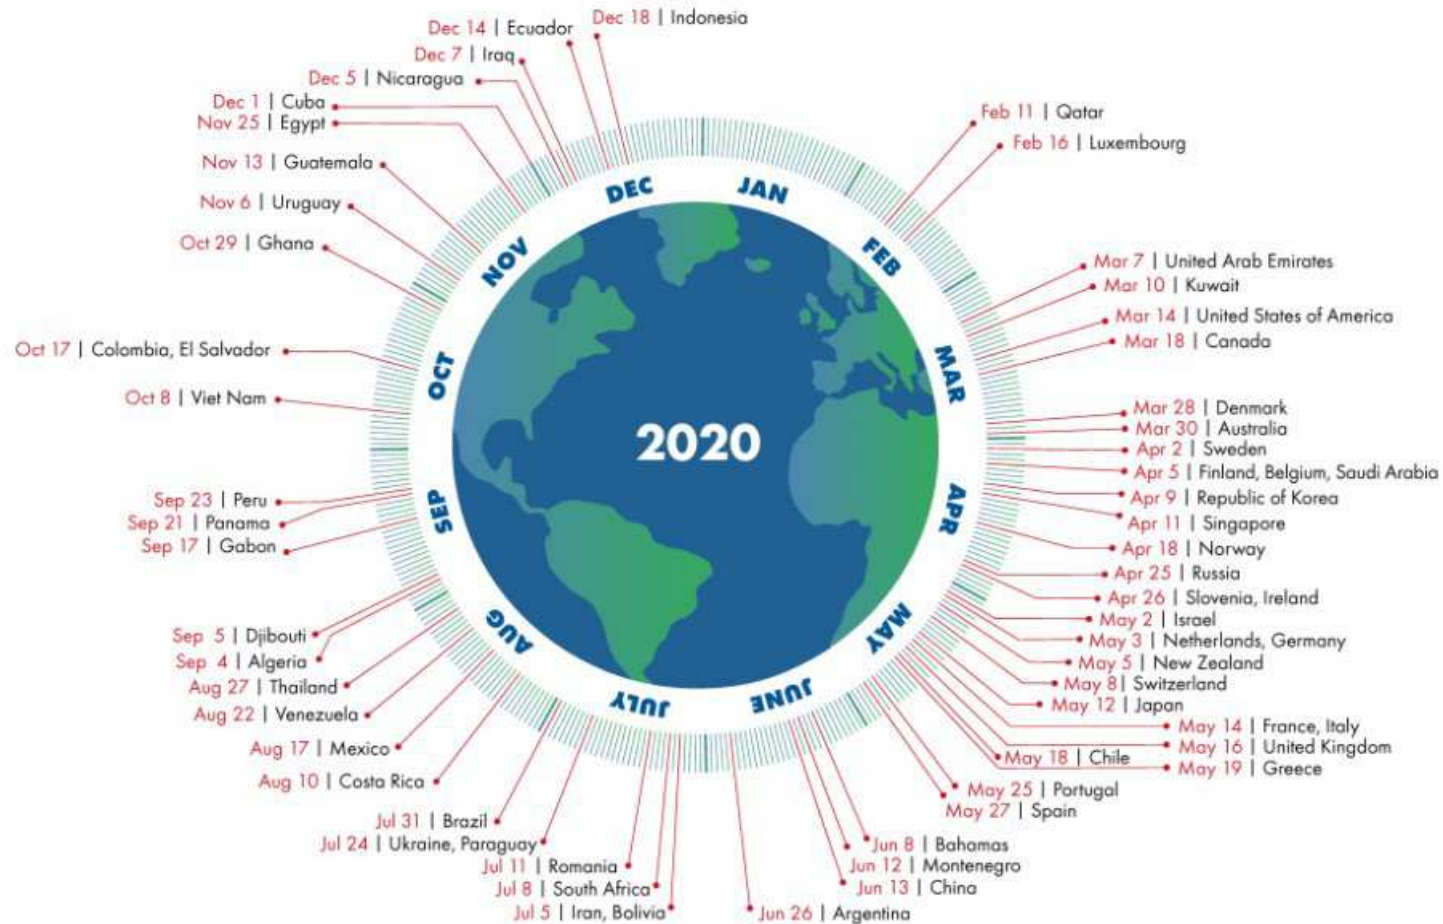 Dec 18 | Indonesia
Dec 14 | Ecuador
Dec 7 | Iraq
Dec 5 | Nicaragua
Dec 1 | Cuba
Nov 25 | Egypt
Nov 13 | Guatemala
Nov 6 | Uruguay
Oct 29 | Ghana
Oct 17 | Colombia, El Salvador
Oct 8 | Viet Nam
Sep 23 | Peru
Sep 21 | Panama
Sep 17 | Gabon
Sep 5 | Djibouti
Sep 4 | Algeria
Aug 27 | Thailand
Aug 22 | Venezuela
Aug 17 | Mexico
Aug 10 | Costa Rica
Jul 31 | Brazil
Jul 24 | Ukraine, Paraguay
Jul 11 | Romania
Jul 8 | South Africa
Jul 5 | Iran, Bolivia
JAN
FEB
MAR
APR
MAY
JUNE
JULY
AUG
SEP
OCT
NOV
DEC
2020
Feb 11 | Qatar
Feb 16 | Luxembourg
Mar 7 | United Arab Emirates
Mar 10 | Kuwait
Mar 14 | United States of America
Mar 18 | Canada
Mar 28 | Denmark
Mar 30 | Australia
Apr 2 | Sweden
Apr 5 | Finland, Belgium, Saudi Arabia
Apr 9 | Republic of Korea
Apr 11 | Singapore
Apr 18 | Norway
Apr 25 | Russia
Apr 26 | Slovenia, Ireland
May 2 | Israel
May 3 | Netherlands, Germany
May 5 | New Zealand
May 8 | Switzerland
May 12 | Japan
May 14 | France, Italy
May 16 | United Kingdom
May 18 | Chile
May 19 | Greece
May 25 | Portugal
May 27 | Spain
Jun 8 | Bahamas
Jun 12 | Montenegro
Jun 13 | China
Jun 26 | Argentina